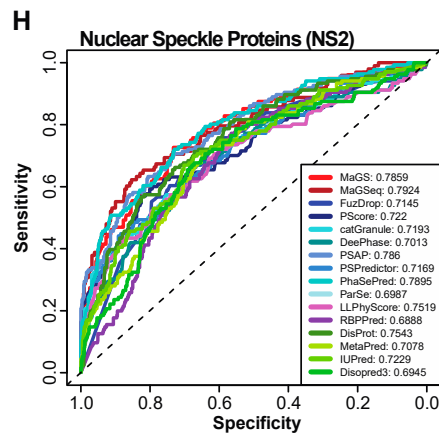 H
Nuclear Speckle Proteins (NS2)
Sensitivity
1.0
0.8
0.6
0.4
0.2
0.0
MaGS: 0.7859
MaGSeq: 0.7924
FuzDrop: 0.7145
PScore: 0.722
catGranule: 0.7193
DeePhase: 0.7013
PSAP: 0.786
PSPredictor: 0.7169
PhaSePred: 0.7895
ParSe: 0.6987
LLPhyScore: 0.7519
RBPPred: 0.6888
DisProt: 0.7543
MetaPred: 0.7078
IUPred: 0.7229
Disopred3: 0.6945
1.0 0.8 0.6 0.4 0.2 0.0
Specificity